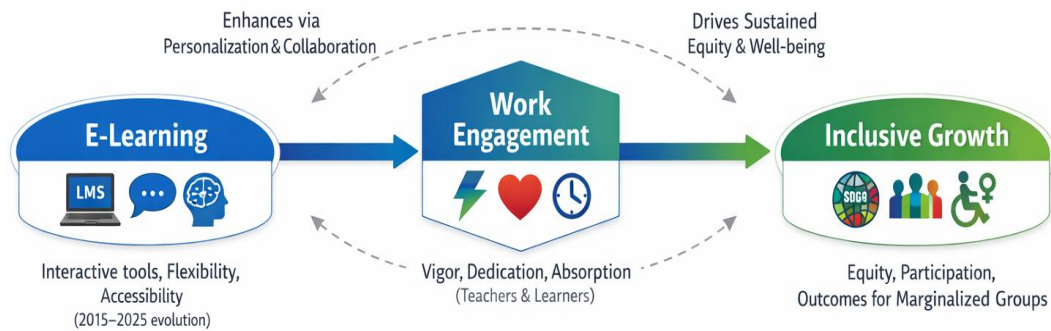 Enhances via
Personalization & Collaboration
Drives Sustained
Equity & Well-being
E-Learning
Work
Engagement
Inclusive Growth
LMS
Interactive tools, Flexibility,
Accessibility
(2015–2025 evolution)
Vigor, Dedication, Absorption
(Teachers & Learners)
Equity, Participation,
Outcomes for Marginalized Groups